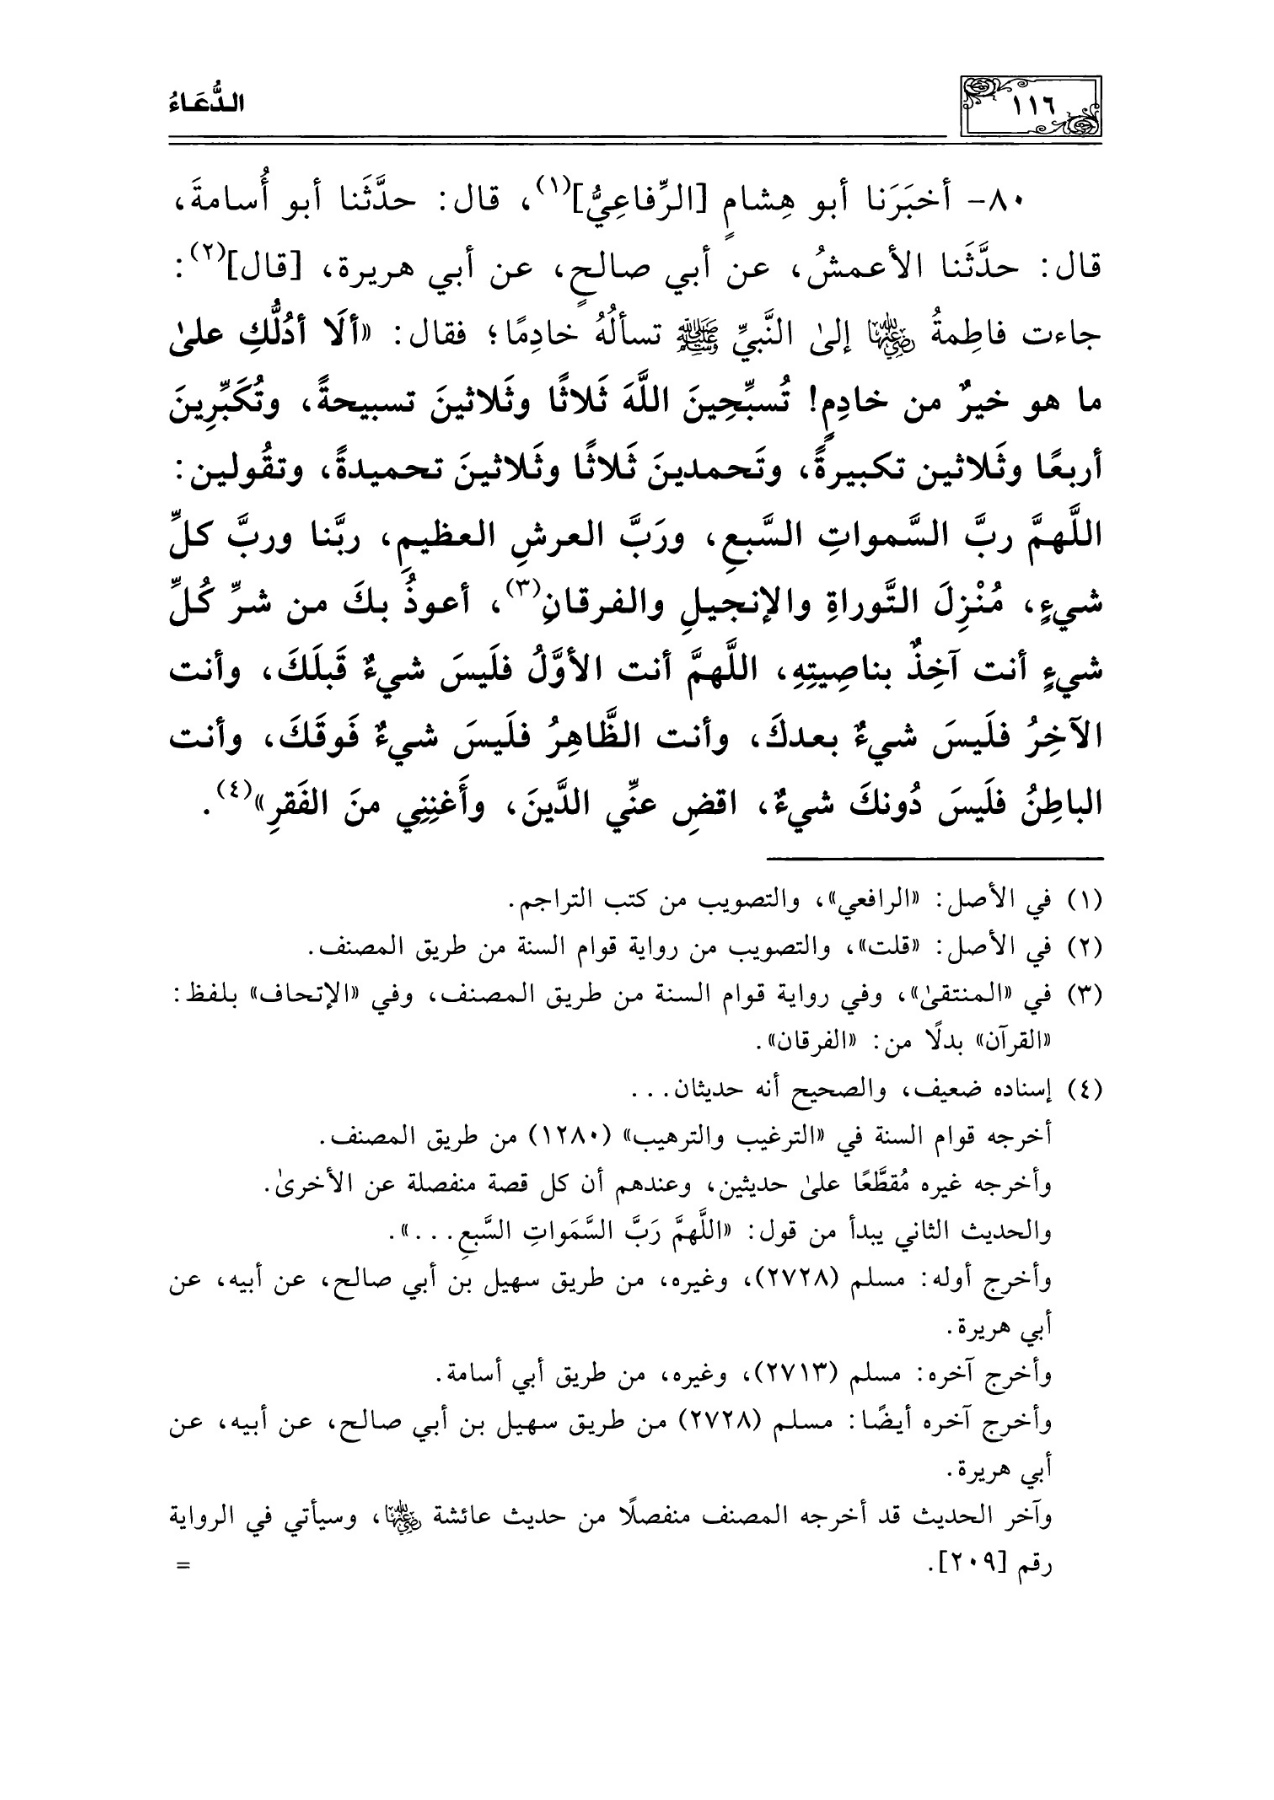 ١١٦
الدُّعَاءُ
٨٠- أخبَرَنا أبو هِشامٍ [الرِّفاعِيُّ](١)، قال: حدَّثَنا أبو أُسامةَ،
قال: حدَّثَنا الأعمشُ، عن أبي صالحٍ، عن أبي هريرة، [قال](٢):
جاءت فاطِمةُ رضي الله عنها إلىٰ النَّبيِّ ﷺ تسألُهُ خادِمًا؛ فقال: «ألَا أدُلُّكِ علىٰ
ما هو خيرٌ من خادِمٍ! تُسبِّحِينَ اللَّهَ ثَلاثًا وثَلاثينَ تسبيحةً، وتُكَبِّرِينَ
أربعًا وثَلاثين تكبيرةً، وتَحمدينَ ثَلاثًا وثَلاثينَ تحميدةً، وتقُولين:
اللَّهمَّ ربَّ السَّمواتِ السَّبعِ، ورَبَّ العرشِ العظيمِ، ربَّنا وربَّ كلِّ
شيءٍ، مُنْزِلَ التَّوراةِ والإنجيلِ والفرقانِ(٣)، أعوذُ بكَ من شرِّ كُلِّ
شيءٍ أنت آخِذٌ بناصِيتِهِ، اللَّهمَّ أنت الأوَّلُ فلَيسَ شيءٌ قَبلَكَ، وأنت
الآخِرُ فلَيسَ شيءٌ بعدكَ، وأنت الظَّاهِرُ فلَيسَ شيءٌ فَوقَكَ، وأنت
الباطِنُ فلَيسَ دُونكَ شيءٌ، اقضِ عنِّي الدَّينَ، وأَغنِنِي منَ الفَقرِ»(٤).
(١) في الأصل: «الرافعي»، والتصويب من كتب التراجم.
(٢) في الأصل: «قلت»، والتصويب من رواية قوام السنة من طريق المصنف.
(٣) في «المنتقىٰ»، وفي رواية قوام السنة من طريق المصنف، وفي «الإتحاف» بلفظ:
«القرآن» بدلًا من: «الفرقان».
(٤) إسناده ضعيف، والصحيح أنه حديثان...
أخرجه قوام السنة في «الترغيب والترهيب» (١٢٨٠) من طريق المصنف.
وأخرجه غيره مُقطَّعًا علىٰ حديثين، وعندهم أن كل قصة منفصلة عن الأخرىٰ.
والحديث الثاني يبدأ من قول: «اللَّهمَّ رَبَّ السَّمَواتِ السَّبعِ...».
وأخرج أوله: مسلم (٢٧٢٨)، وغيره، من طريق سهيل بن أبي صالح، عن أبيه، عن
أبي هريرة.
وأخرج آخره: مسلم (٢٧١٣)، وغيره، من طريق أبي أسامة.
وأخرج آخره أيضًا: مسلم (٢٧٢٨) من طريق سهيل بن أبي صالح، عن أبيه، عن
أبي هريرة.
وآخر الحديث قد أخرجه المصنف منفصلًا من حديث عائشة رضي الله عنها، وسيأتي في الرواية
رقم [٢٠٩]. =